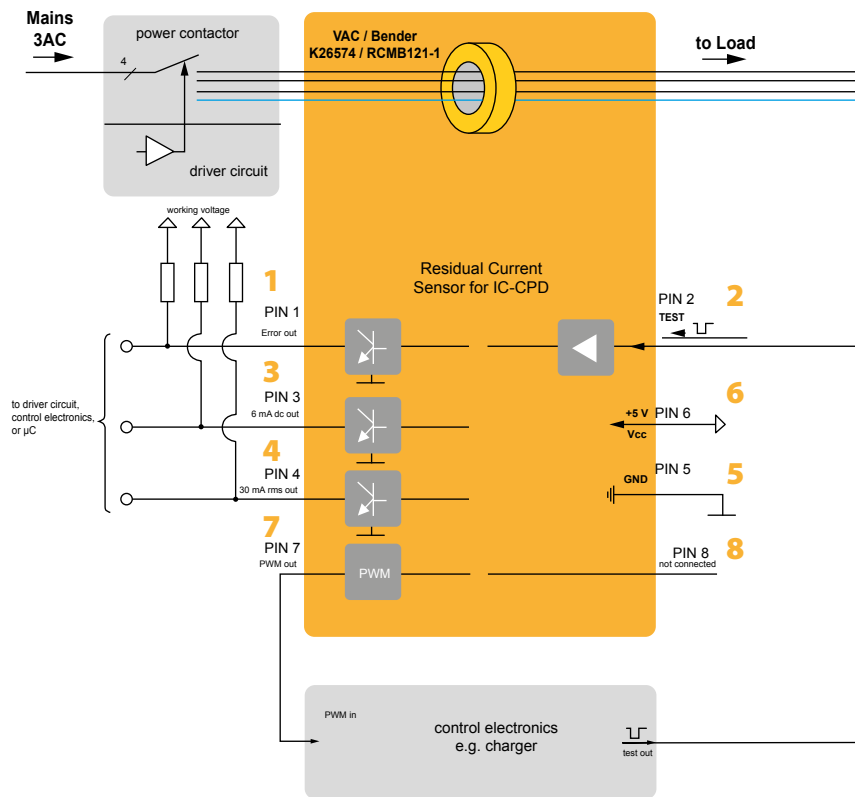 Mains
3AC
power contactor
4
driver circuit
VAC / Bender
K26574 / RCMB121-1
to Load
working voltage
Residual Current
Sensor for IC-CPD
1
PIN 1
Error out
2
PIN 2
TEST
3
PIN 3
6 mA dc out
to driver circuit,
control electronics,
or µC
6
+5 V PIN 6
Vcc
4
PIN 4
30 mA rms out
5
PIN 5
GND
7
PIN 7
PWM out
PWM
8
PIN 8
not connected
PWM in
control electronics
e.g. charger
test out